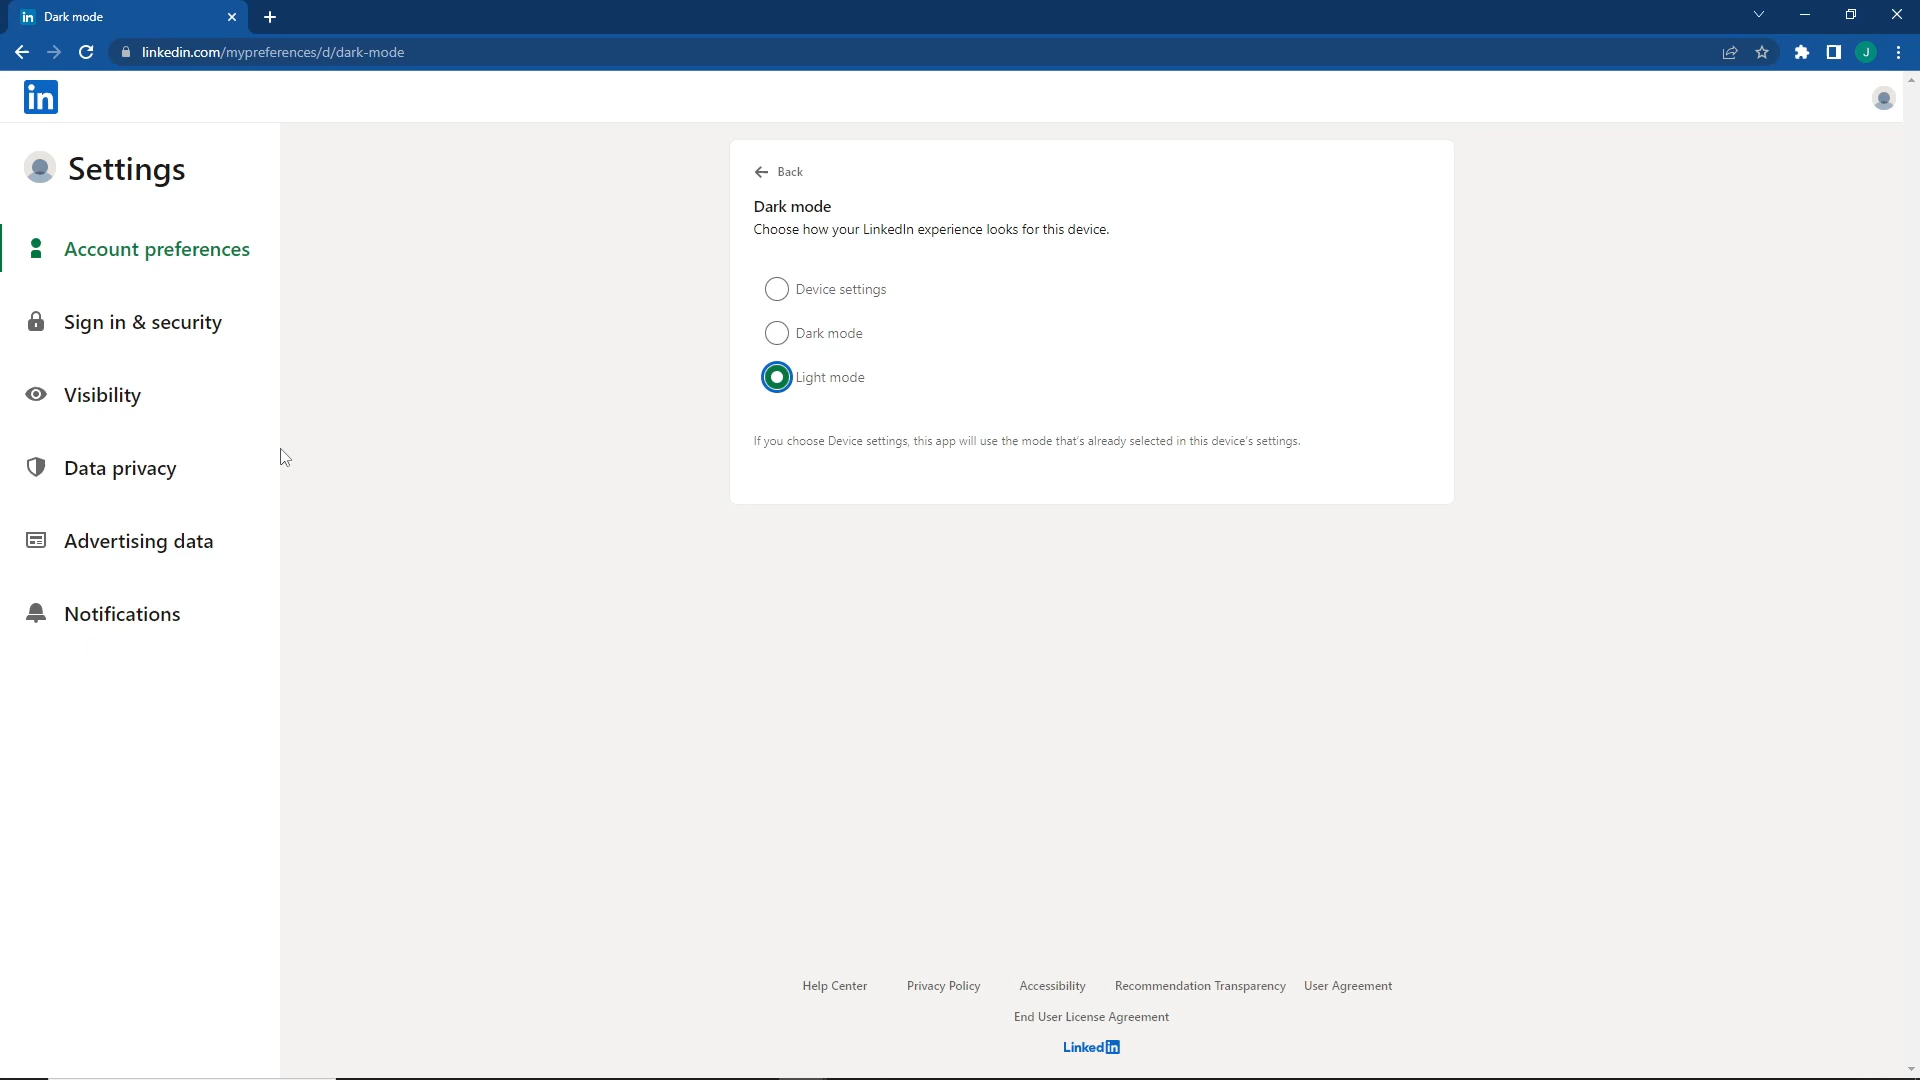 in Dark mode
linkedin.com/mypreferences/d/dark-mode
J
in
Settings
Account preferences
Sign in & security
Visibility
Data privacy
Advertising data
Notifications
Back
Dark mode
Choose how your LinkedIn experience looks for this device.
Device settings
Dark mode
Light mode
If you choose Device settings, this app will use the mode that's already selected in this device's settings.
Help Center Privacy Policy Accessibility Recommendation Transparency User Agreement
End User License Agreement
Linkedin